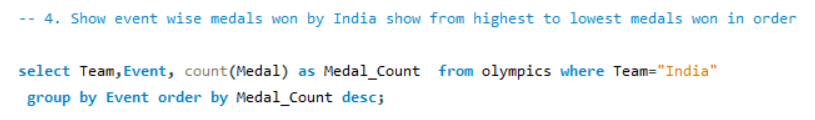 -- 4. Show event wise medals won by India show from highest to lowest medals won in order
select Team,Event, count(Medal) as Medal_Count  from olympics where Team="India"
group by Event order by Medal_Count desc;